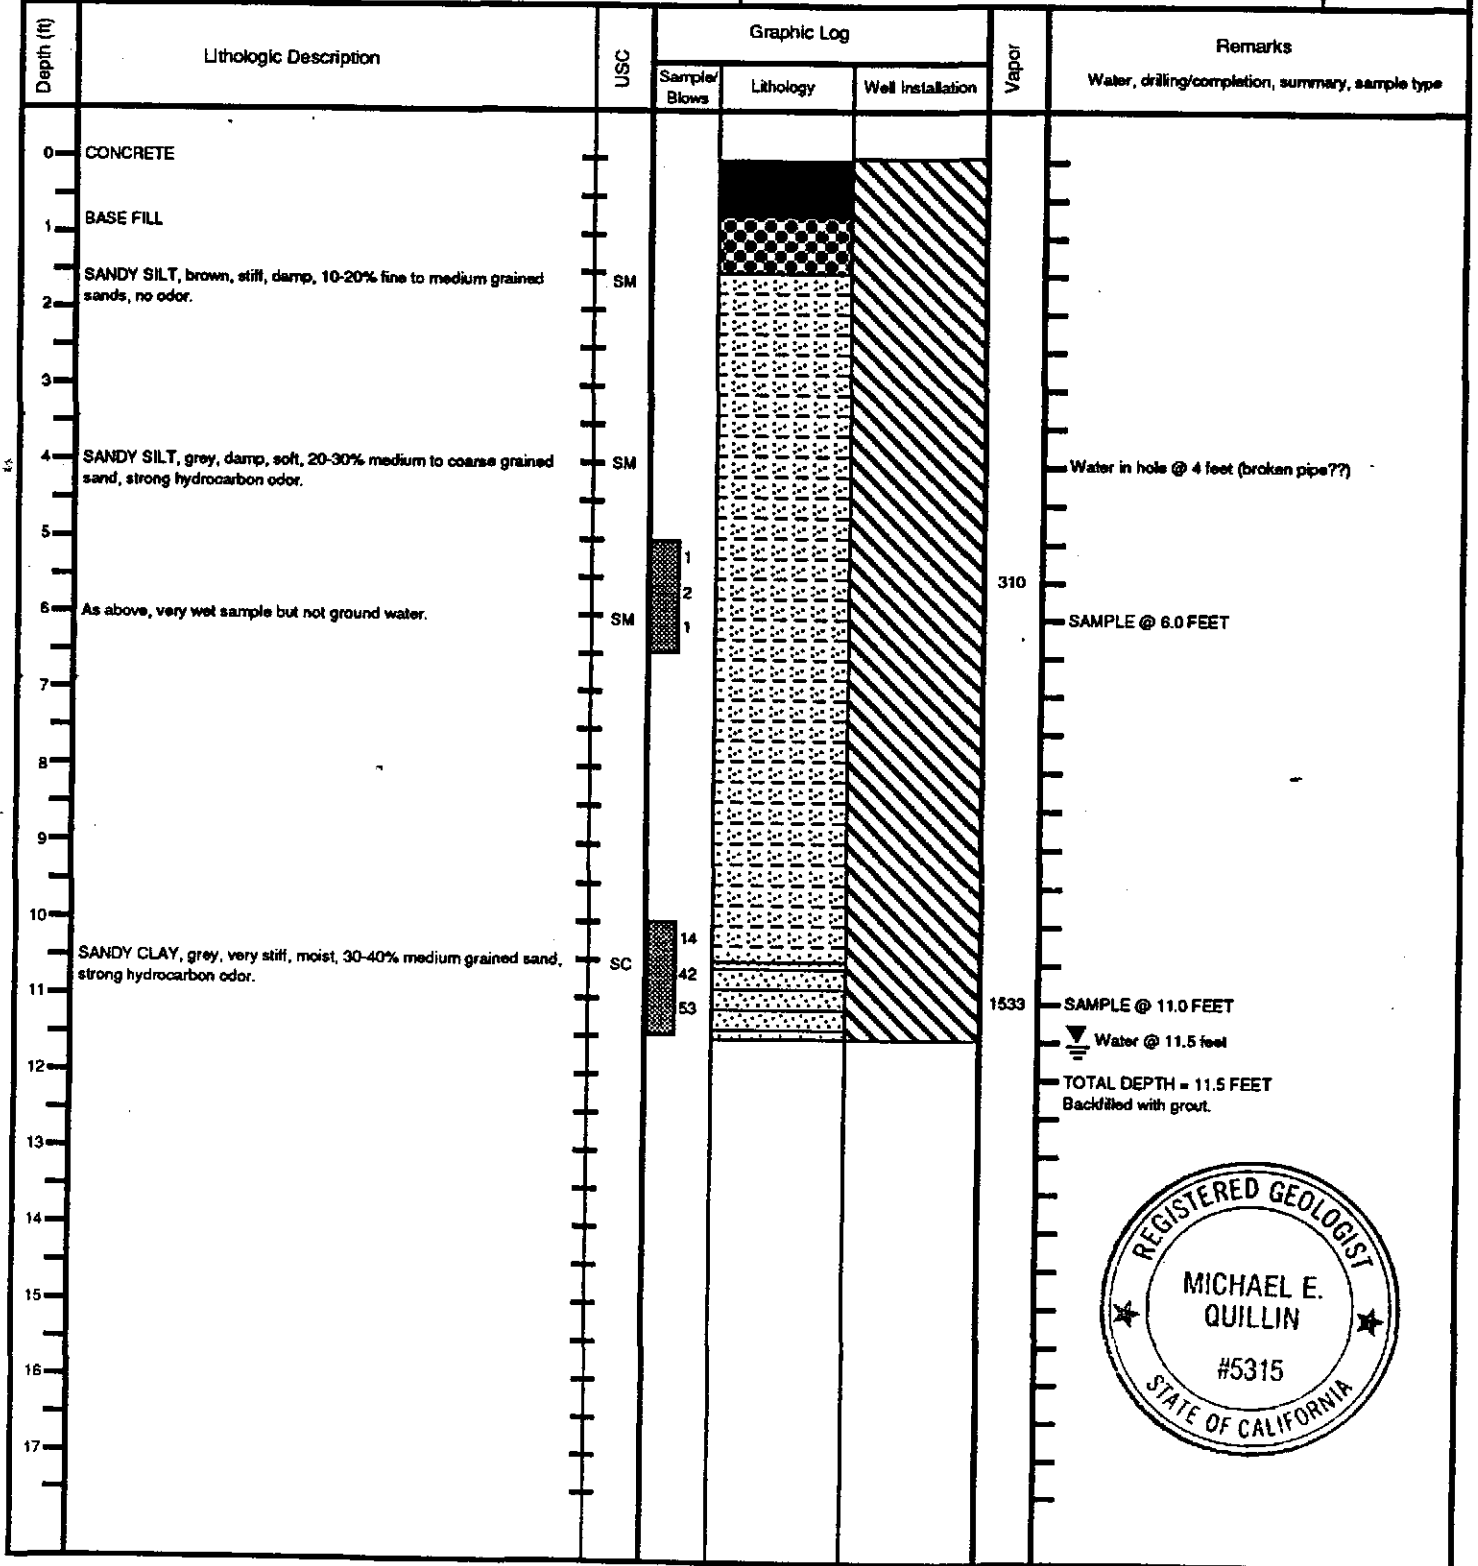 Depth (ft)
Lithologic Description
USC
Graphic Log
Sample/
Blows
Lithology
Well Installation
Vapor
Remarks
Water, drilling/completion, summary, sample type
0
CONCRETE
1
BASE FILL
SANDY SILT, brown, stiff, damp, 10-20% fine to medium grained
sands, no odor.
SM
2
3
4
SANDY SILT, grey, damp, soft, 20-30% medium to coarse grained
sand, strong hydrocarbon odor.
SM
Water in hole @ 4 feet (broken pipe??)
5
1
2
1
310
6
As above, very wet sample but not ground water.
SM
SAMPLE @ 6.0 FEET
7
8
9
10
SANDY CLAY, grey, very stiff, moist, 30-40% medium grained sand,
strong hydrocarbon odor.
SC
14
42
53
11
1533
SAMPLE @ 11.0 FEET
Water @ 11.5 feet
12
TOTAL DEPTH = 11.5 FEET
Backfilled with grout.
13
14
15
16
17
REGISTERED GEOLOGIST
MICHAEL E.
QUILLIN
#5315
STATE OF CALIFORNIA